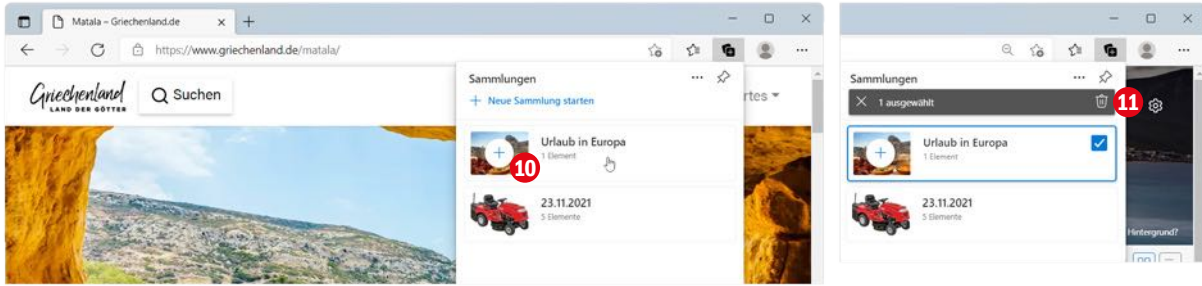 Matala – Griechenland.de
https://www.griechenland.de/matala/
Griechenland
LAND DER GÖTTER
Suchen
rtes
Sammlungen
Neue Sammlung starten
Urlaub in Europa
1 Element
10
23.11.2021
5 Elemente
Sammlungen
1 ausgewählt
11
Urlaub in Europa
1 Element
23.11.2021
5 Elemente
Hintergrund?